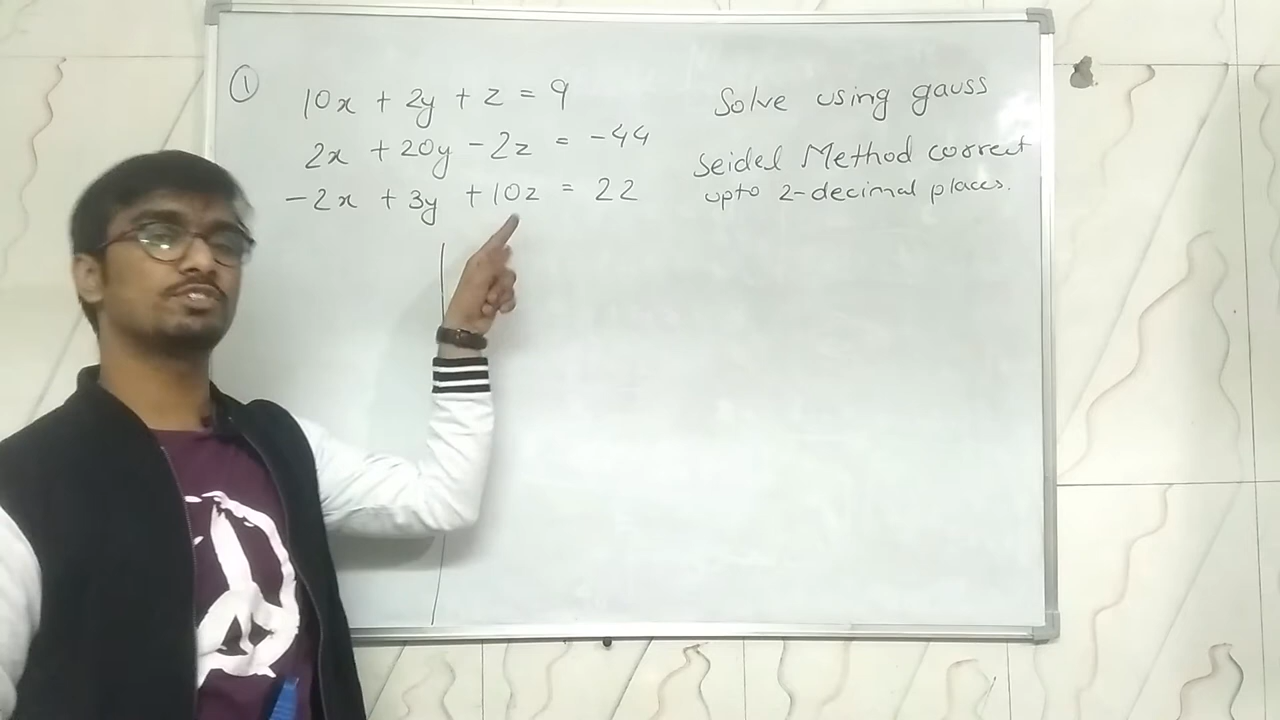 ① 10x + 2y + z = 9
2x + 20y - 2z = -44
-2x + 3y + 10z = 22
Solve using gauss
Seidel Method correct
upto 2-decimal places.